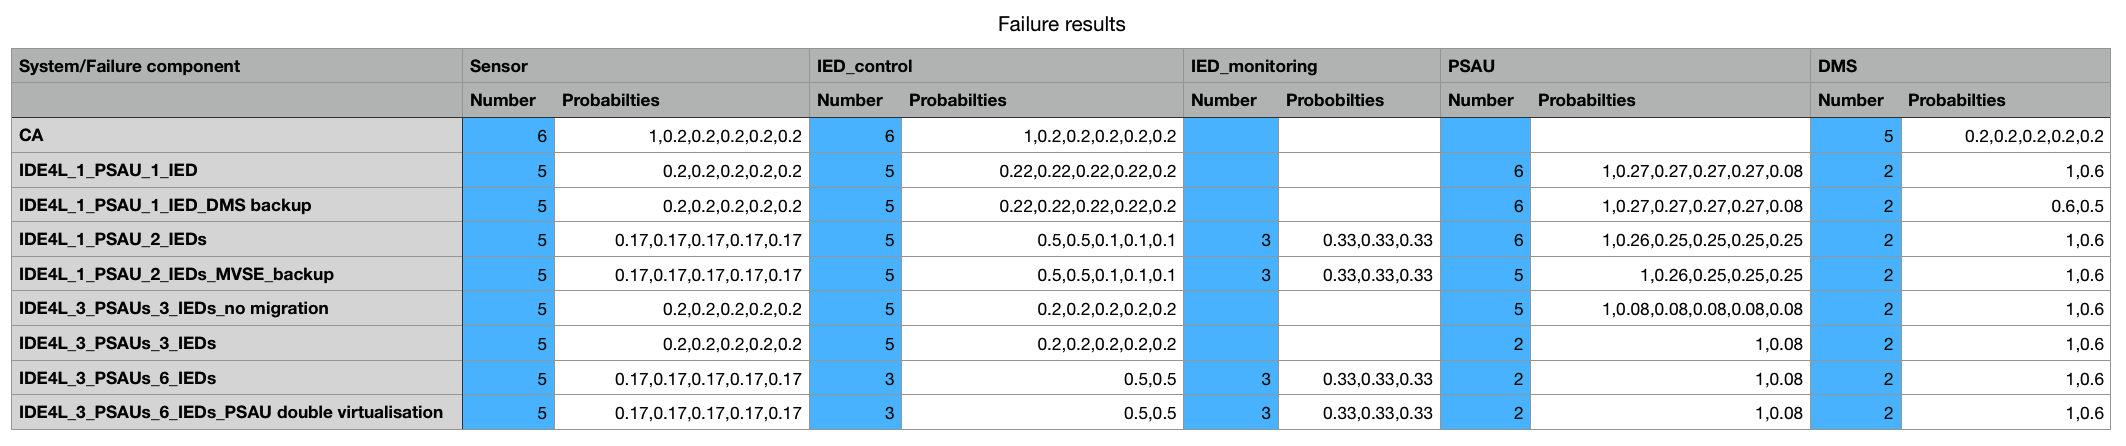 Failure results
System/Failure component Sensor IED_control IED_monitoring PSAU DMS
Number Probabilties Number Probabilties Number Probobilties Number Probabilties Number Probabilties
CA 6 1,0.2,0.2,0.2,0.2,0.2 6 1,0.2,0.2,0.2,0.2,0.2 5 0.2,0.2,0.2,0.2,0.2
IDE4L_1_PSAU_1_IED 5 0.2,0.2,0.2,0.2,0.2 5 0.22,0.22,0.22,0.22,0.2 6 1,0.27,0.27,0.27,0.27,0.08 2 1,0.6
IDE4L_1_PSAU_1_IED_DMS backup 5 0.2,0.2,0.2,0.2,0.2 5 0.22,0.22,0.22,0.22,0.2 6 1,0.27,0.27,0.27,0.27,0.08 2 0.6,0.5
IDE4L_1_PSAU_2_IEDs 5 0.17,0.17,0.17,0.17,0.17 5 0.5,0.5,0.1,0.1,0.1 3 0.33,0.33,0.33 6 1,0.26,0.25,0.25,0.25,0.25 2 1,0.6
IDE4L_1_PSAU_2_IEDs_MVSE_backup 5 0.17,0.17,0.17,0.17,0.17 5 0.5,0.5,0.1,0.1,0.1 3 0.33,0.33,0.33 5 1,0.26,0.25,0.25,0.25 2 1,0.6
IDE4L_3_PSAUs_3_IEDs_no migration 5 0.2,0.2,0.2,0.2,0.2 5 0.2,0.2,0.2,0.2,0.2 5 1,0.08,0.08,0.08,0.08,0.08 2 1,0.6
IDE4L_3_PSAUs_3_IEDs 5 0.2,0.2,0.2,0.2,0.2 5 0.2,0.2,0.2,0.2,0.2 2 1,0.08 2 1,0.6
IDE4L_3_PSAUs_6_IEDs 5 0.17,0.17,0.17,0.17,0.17 3 0.5,0.5 3 0.33,0.33,0.33 2 1,0.08 2 1,0.6
IDE4L_3_PSAUs_6_IEDs_PSAU double virtualisation 5 0.17,0.17,0.17,0.17,0.17 3 0.5,0.5 3 0.33,0.33,0.33 2 1,0.08 2 1,0.6